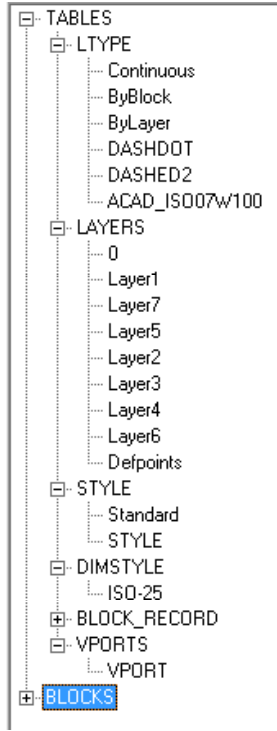 TABLES
LTYPE
Continuous
ByBlock
ByLayer
DASHDOT
DASHED2
ACAD_ISO07W100
LAYERS
0
Layer1
Layer7
Layer5
Layer2
Layer3
Layer4
Layer6
Defpoints
STYLE
Standard
STYLE
DIMSTYLE
ISO-25
BLOCK_RECORD
VPORTS
VPORT
BLOCKS